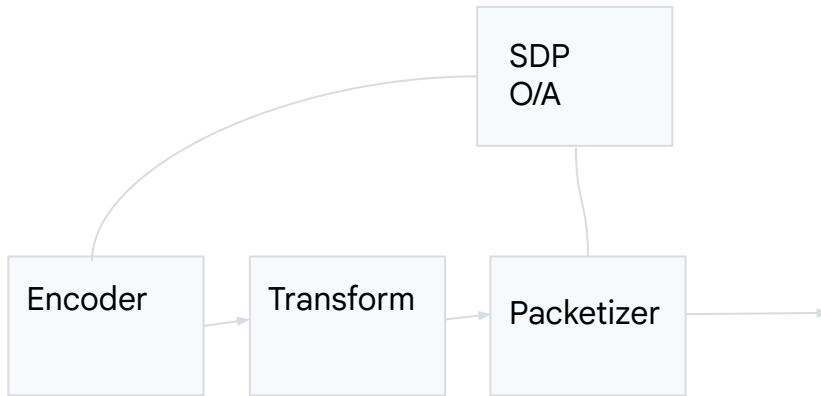 SDP
O/A
Encoder
Transform
Packetizer